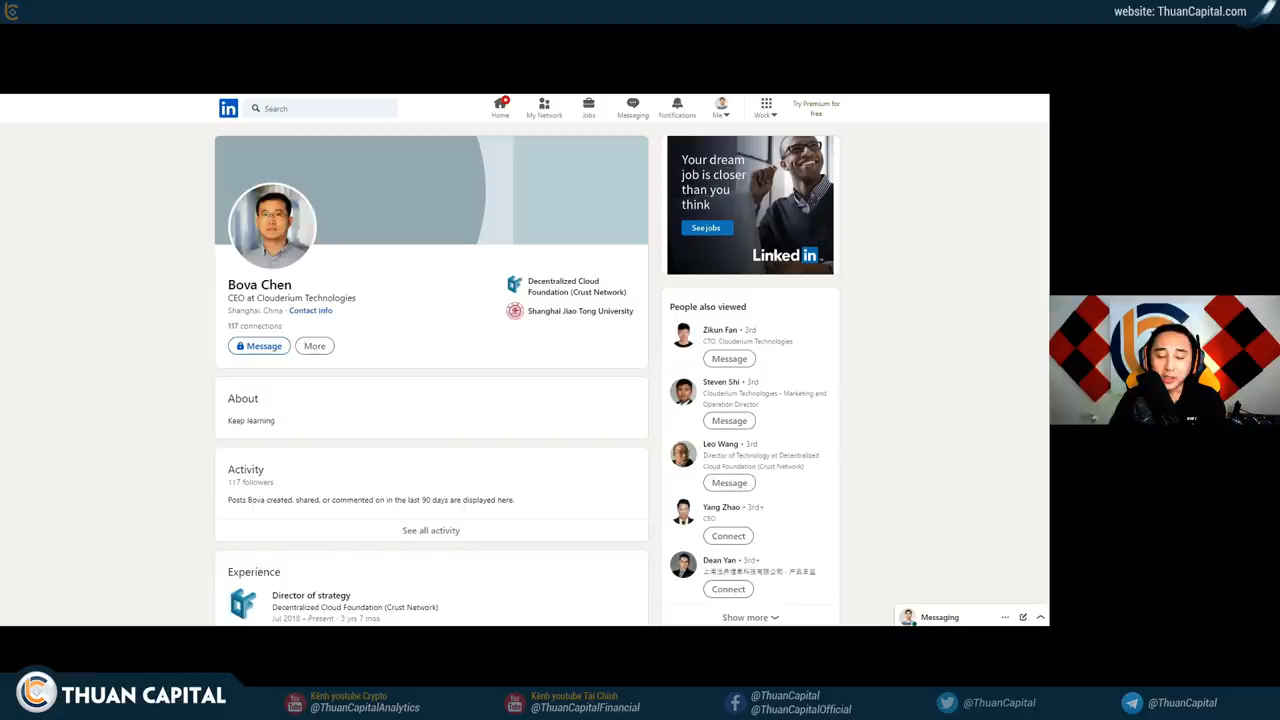 website: ThuanCapital.com
in
Search
Home
My Network
Jobs
Messaging
Notifications
Me
Work
Try Premium for
free
Your dream
job is closer
than you
think
See jobs
Linked in
Bova Chen
CEO at Clouderium Technologies
Shanghai, China · Contact info
117 connections
Message
More
Decentralized Cloud
Foundation (Crust Network)
Shanghai Jiao Tong University
About
Keep learning
Activity
117 followers
Posts Bova created, shared, or commented on in the last 90 days are displayed here.
See all activity
Experience
Director of strategy
Decentralized Cloud Foundation (Crust Network)
Jul 2018 – Present · 3 yrs 7 mos
People also viewed
Zikun Fan • 3rd
CTO, Clouderium Technologies
Message
Steven Shi • 3rd
Clouderium Technologies - Marketing and
Operation Director
Message
Leo Wang • 3rd
Director of Technology at Decentralized
Cloud Foundation (Crust Network)
Message
Yang Zhao • 3rd+
CEO
Connect
Dean Yan • 3rd+
Connect
Show more
Messaging
THUAN CAPITAL
Kênh youtube Crypto
@ThuanCapitalAnalytics
Kênh youtube Tài Chính
@ThuanCapitalFinancial
@ThuanCapital
@ThuanCapitalOfficial
@ThuanCapital
@ThuanCapital